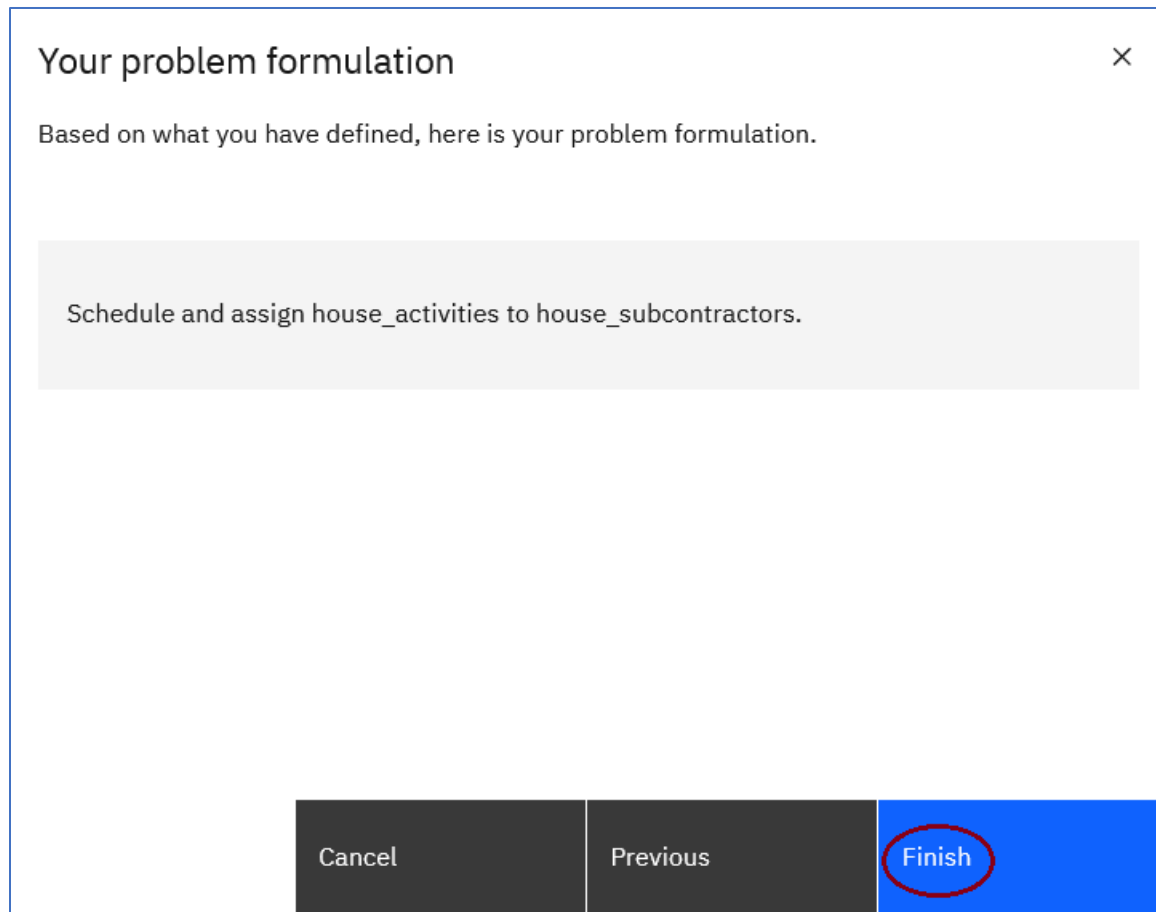 Your problem formulation
Based on what you have defined, here is your problem formulation.
Schedule and assign house_activities to house_subcontractors.
Cancel
Previous
Finish